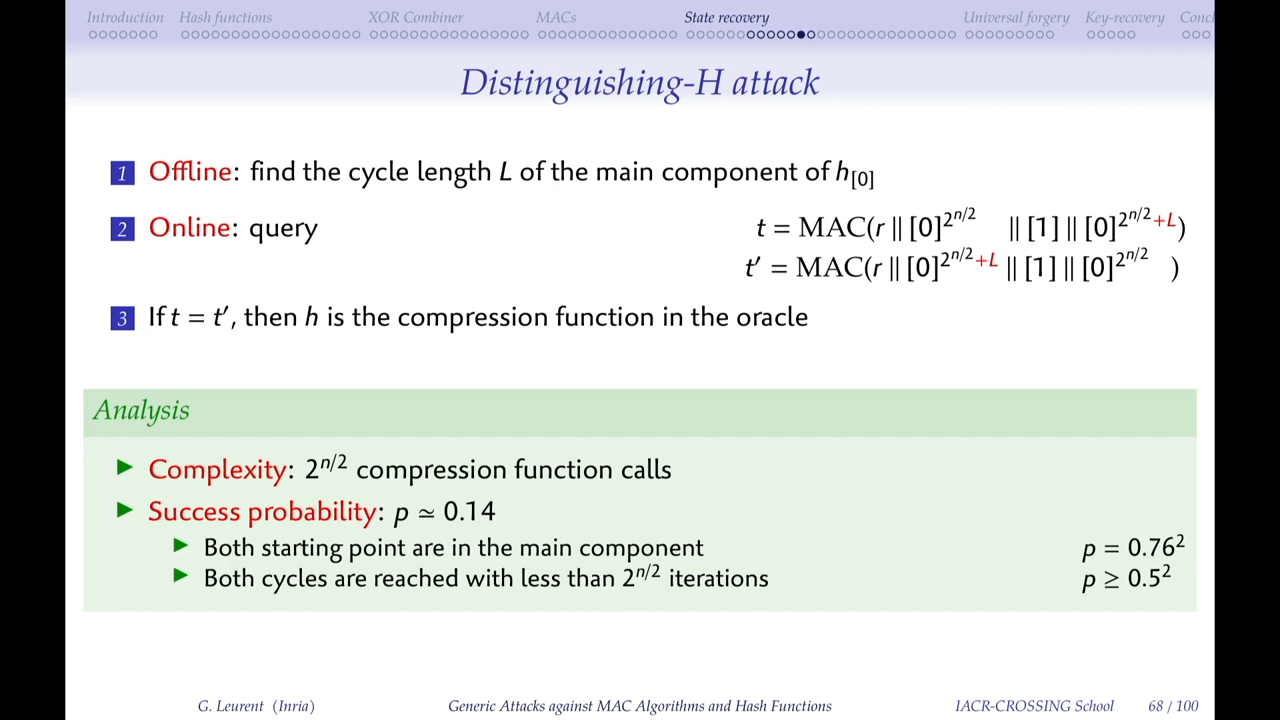 Introduction Hash functions XOR Combiner MACs State recovery Universal forgery Key-recovery Concl
Distinguishing-H attack
1 Offline: find the cycle length L of the main component of h[0]
2 Online: query t = MAC(r ‖ [0]^2^n/2 ‖ [1] ‖ [0]^2^n/2+L)
t′ = MAC(r ‖ [0]^2^n/2+L ‖ [1] ‖ [0]^2^n/2 )
3 If t = t′, then h is the compression function in the oracle
Analysis
▶ Complexity: 2^n/2 compression function calls
▶ Success probability: p ≃ 0.14
▶ Both starting point are in the main component p = 0.76²
▶ Both cycles are reached with less than 2^n/2 iterations p ≥ 0.5²
G. Leurent (Inria) Generic Attacks against MAC Algorithms and Hash Functions IACR-CROSSING School 68 / 100